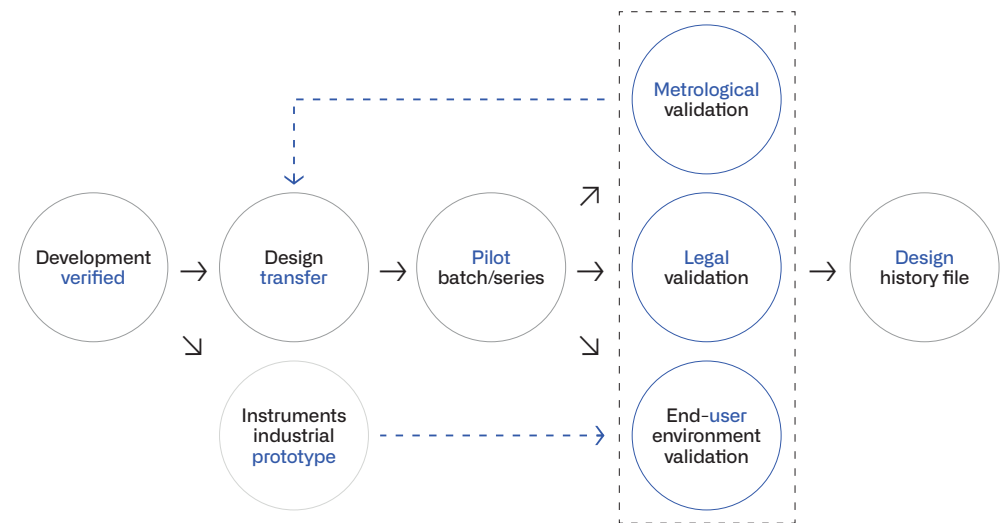 Metrological
validation
Development
verified
Design
transfer
Pilot
batch/series
Legal
validation
Design
history file
Instruments
industrial
prototype
End-user
environment
validation